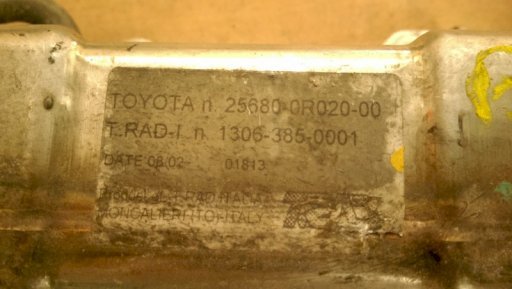 TOYOTA n. 25680-0R020-00
T.RAD-I n. 1306-385-0001
DATE 08/02- 01813
MONCALIERI(TO)-ITALY